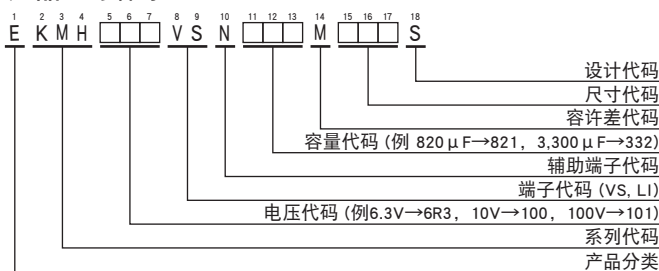 1 2 3 4 5 6 7 8 9 10 11 12 13 14 15 16 17 18
E K M H □□□ V S N □□□ M □□□ S
设计代码
尺寸代码
容许差代码
容量代码 (例 820μF→821，3,300μF→332)
辅助端子代码
端子代码 (VS, LI)
电压代码 (例6.3V→6R3，10V→100，100V→101)
系列代码
产品分类